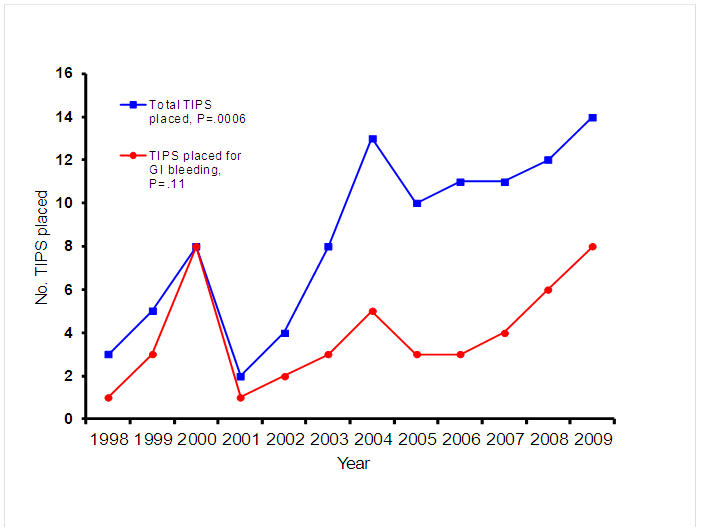 16
14
12
10
8
6
4
2
0
No. TIPS placed
Total TIPS
placed, P=.0006
TIPS placed for
GI bleeding,
P=.11
1998 1999 2000 2001 2002 2003 2004 2005 2006 2007 2008 2009
Year